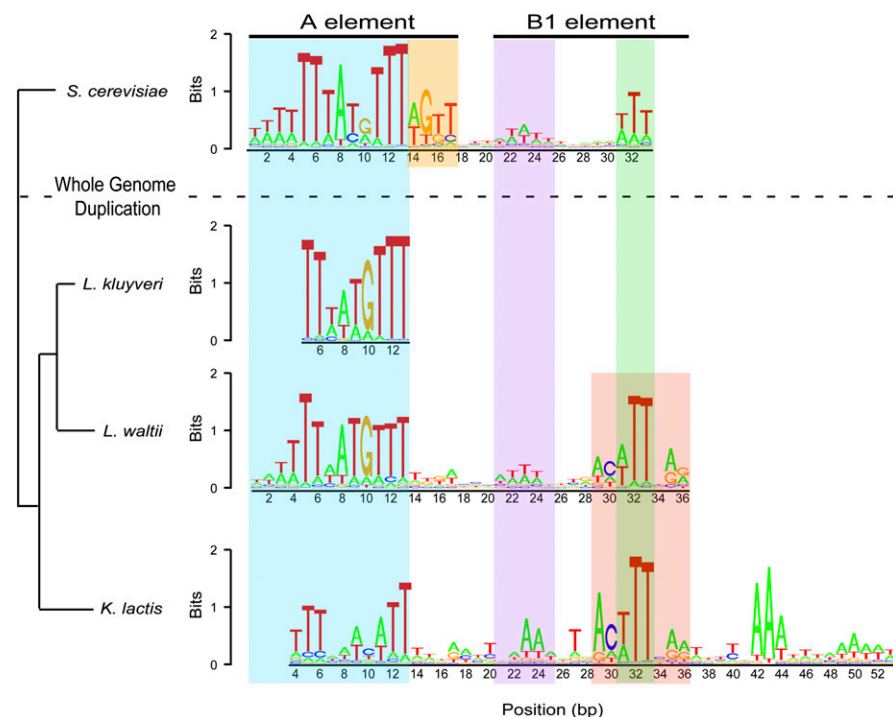 A element B1 element
2
S. cerevisiae
Bits
1
0
2 4 6 8 10 12 14 16 18 20 22 24 26 28 30 32
Whole Genome
Duplication
2
L. kluyveri
Bits
1
0
6 8 10 12
2
L. waltii
Bits
1
0
2 4 6 8 10 12 14 16 18 20 22 24 26 28 30 32 34 36
2
K. lactis
Bits
1
0
4 6 8 10 12 14 16 18 20 22 24 26 28 30 32 34 36 38 40 42 44 46 48 50 52
Position (bp)